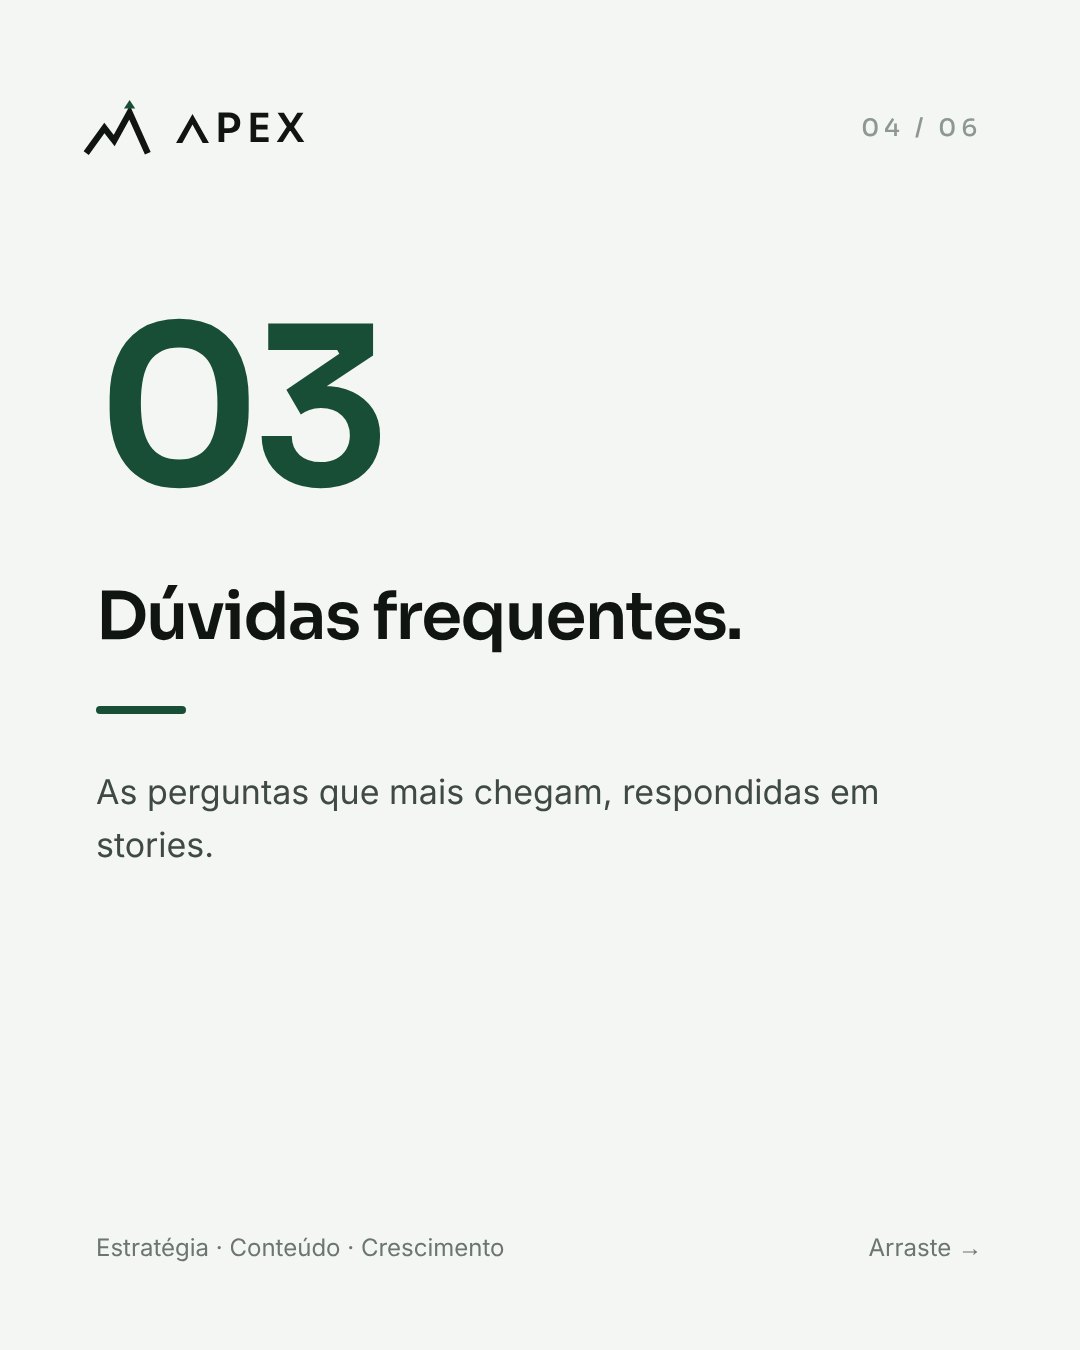 APEX
04 / 06
03
Dúvidas frequentes.
As perguntas que mais chegam, respondidas em
stories.
Estratégia · Conteúdo · Crescimento
Arraste →